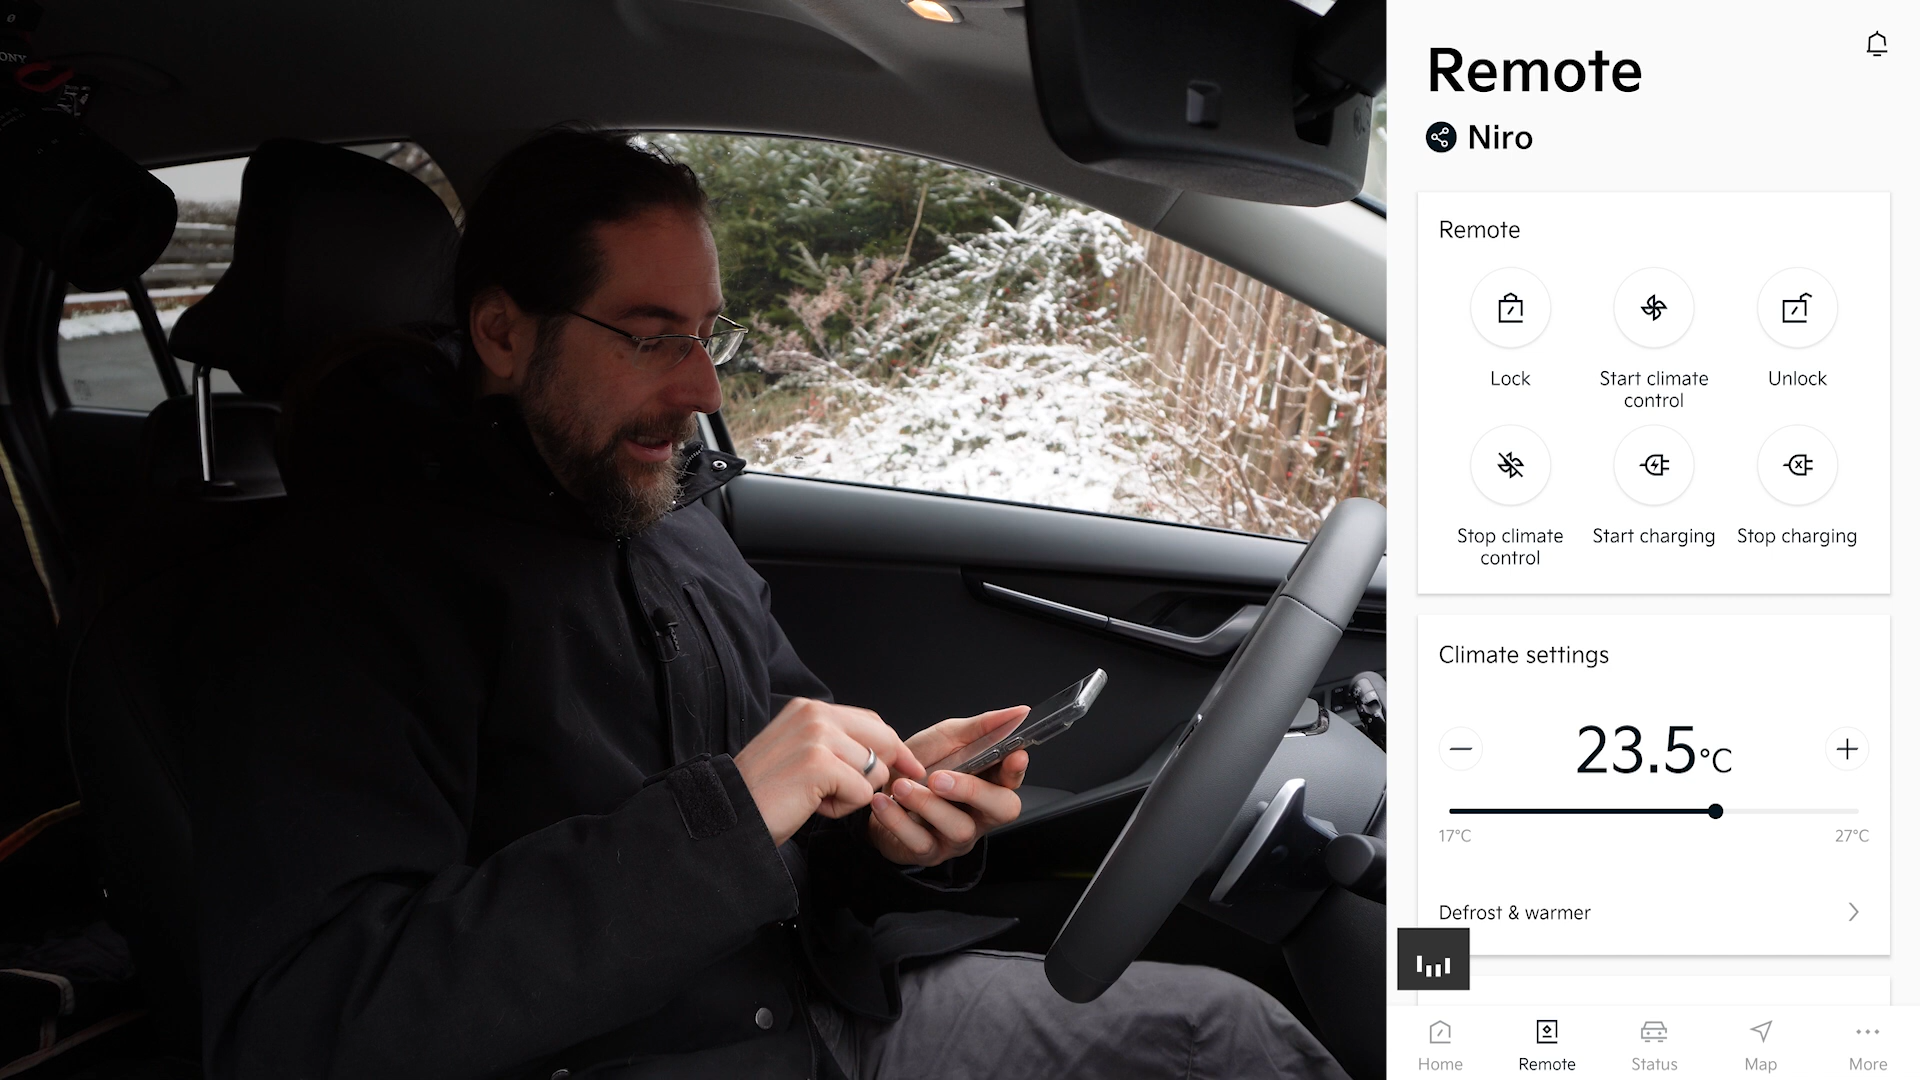 Remote
Niro
Remote
Lock
Start climate
control
Unlock
Stop climate
control
Start charging
Stop charging
Climate settings
23.5°C
17°C
27°C
Defrost & warmer
Home
Remote
Status
Map
More